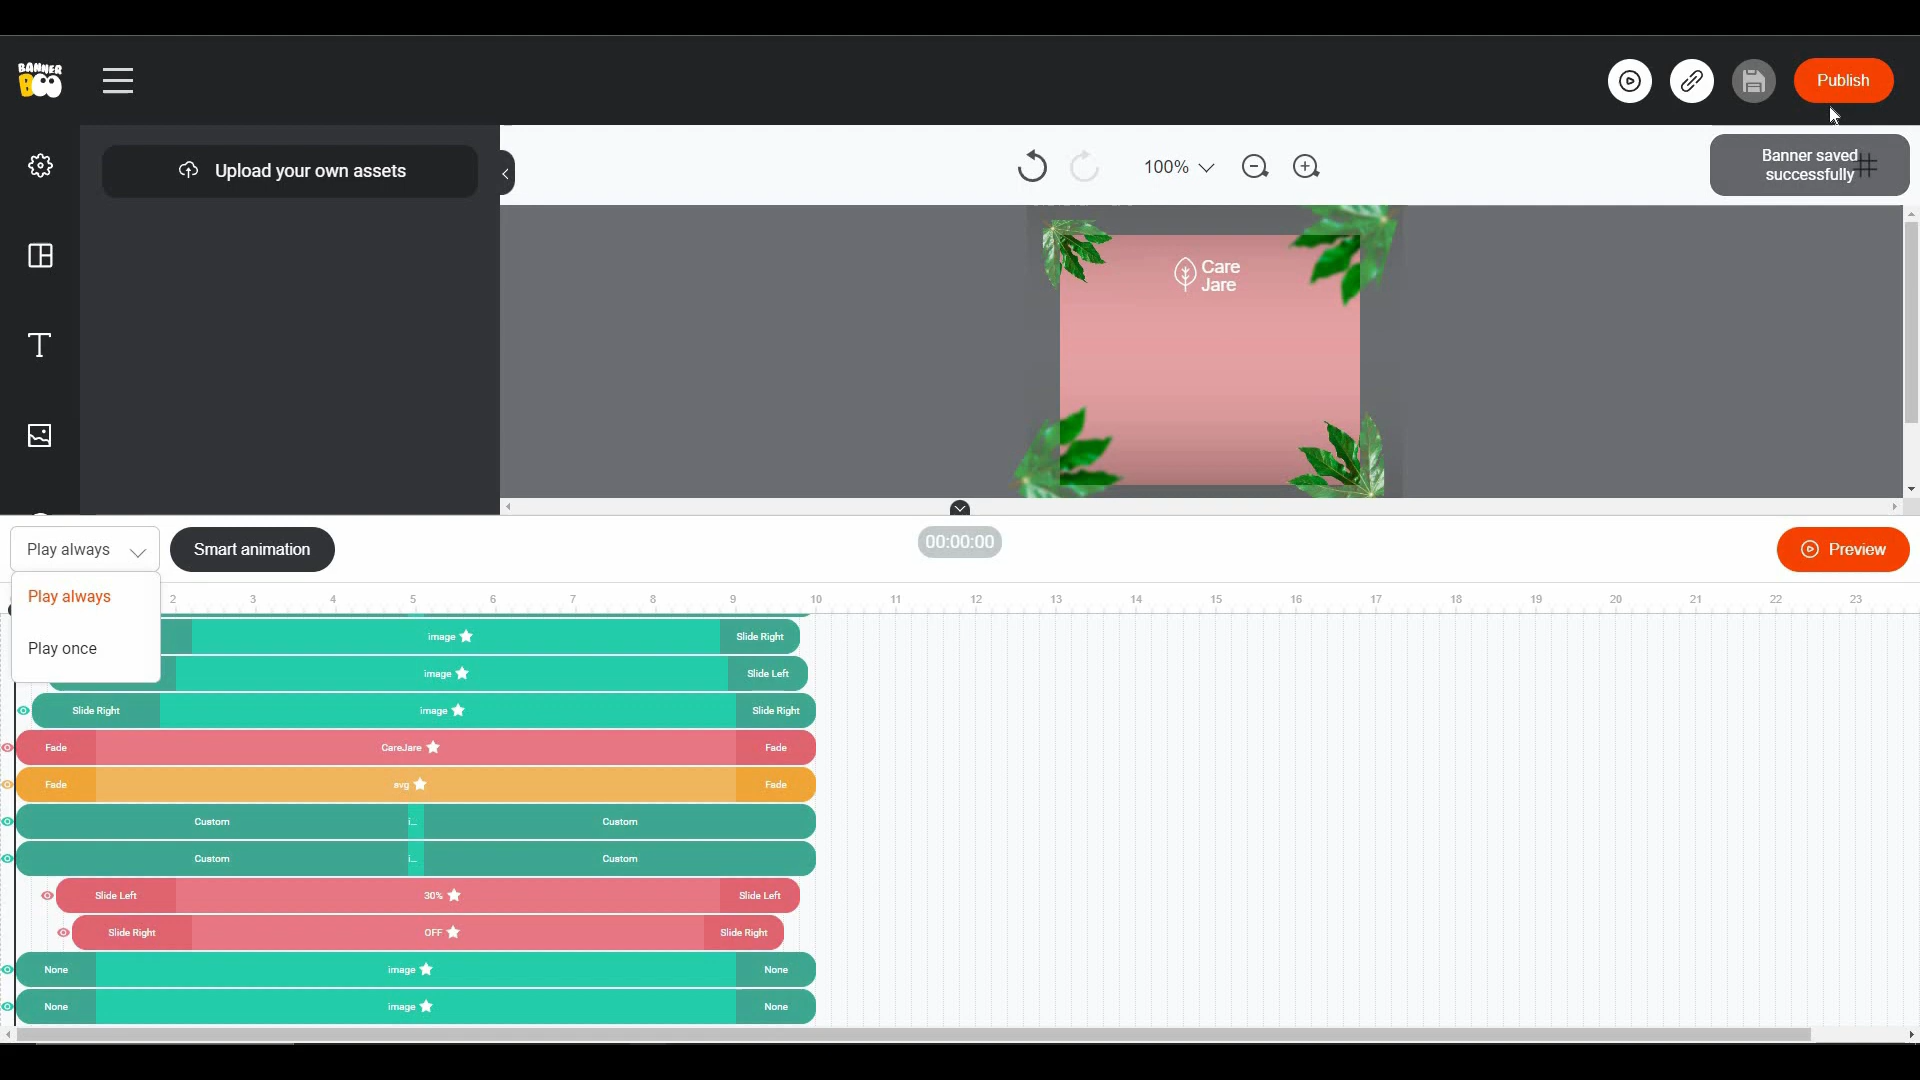 BANNER
BOO
Publish
Upload your own assets
100%
Banner saved
successfully
Care
Jare
Play always
Smart animation
00:00:00
Preview
Play always
Play once
2 3 4 5 6 7 8 9 10 11 12 13 14 15 16 17 18 19 20 21 22 23
image Slide Right
image Slide Left
Slide Right image Slide Right
Fade CareJare Fade
Fade svg Fade
Custom i... Custom
Custom i... Custom
Slide Left 30% Slide Left
Slide Right OFF Slide Right
None image None
None image None